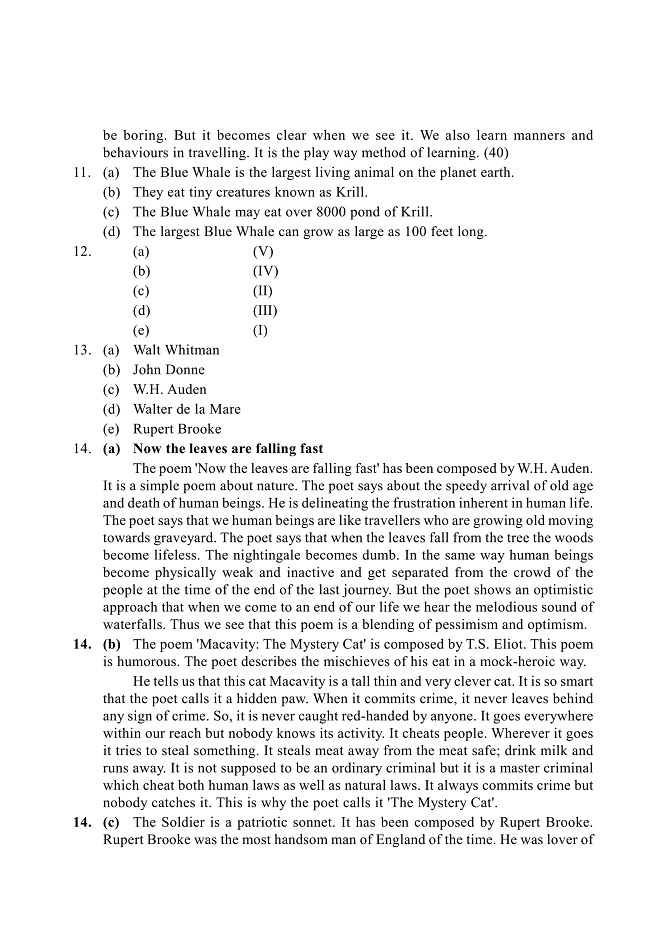 be boring. But it becomes clear when we see it. We also learn manners and
behaviours in travelling. It is the play way method of learning. (40)
11. (a) The Blue Whale is the largest living animal on the planet earth.
(b) They eat tiny creatures known as Krill.
(c) The Blue Whale may eat over 8000 pond of Krill.
(d) The largest Blue Whale can grow as large as 100 feet long.
12. (a) (V)
(b) (IV)
(c) (II)
(d) (III)
(e) (I)
13. (a) Walt Whitman
(b) John Donne
(c) W.H. Auden
(d) Walter de la Mare
(e) Rupert Brooke
14. (a) Now the leaves are falling fast
The poem 'Now the leaves are falling fast' has been composed by W.H. Auden.
It is a simple poem about nature. The poet says about the speedy arrival of old age
and death of human beings. He is delineating the frustration inherent in human life.
The poet says that we human beings are like travellers who are growing old moving
towards graveyard. The poet says that when the leaves fall from the tree the woods
become lifeless. The nightingale becomes dumb. In the same way human beings
become physically weak and inactive and get separated from the crowd of the
people at the time of the end of the last journey. But the poet shows an optimistic
approach that when we come to an end of our life we hear the melodious sound of
waterfalls. Thus we see that this poem is a blending of pessimism and optimism.
14. (b) The poem 'Macavity: The Mystery Cat' is composed by T.S. Eliot. This poem
is humorous. The poet describes the mischieves of his eat in a mock-heroic way.
He tells us that this cat Macavity is a tall thin and very clever cat. It is so smart
that the poet calls it a hidden paw. When it commits crime, it never leaves behind
any sign of crime. So, it is never caught red-handed by anyone. It goes everywhere
within our reach but nobody knows its activity. It cheats people. Wherever it goes
it tries to steal something. It steals meat away from the meat safe; drink milk and
runs away. It is not supposed to be an ordinary criminal but it is a master criminal
which cheat both human laws as well as natural laws. It always commits crime but
nobody catches it. This is why the poet calls it 'The Mystery Cat'.
14. (c) The Soldier is a patriotic sonnet. It has been composed by Rupert Brooke.
Rupert Brooke was the most handsom man of England of the time. He was lover of